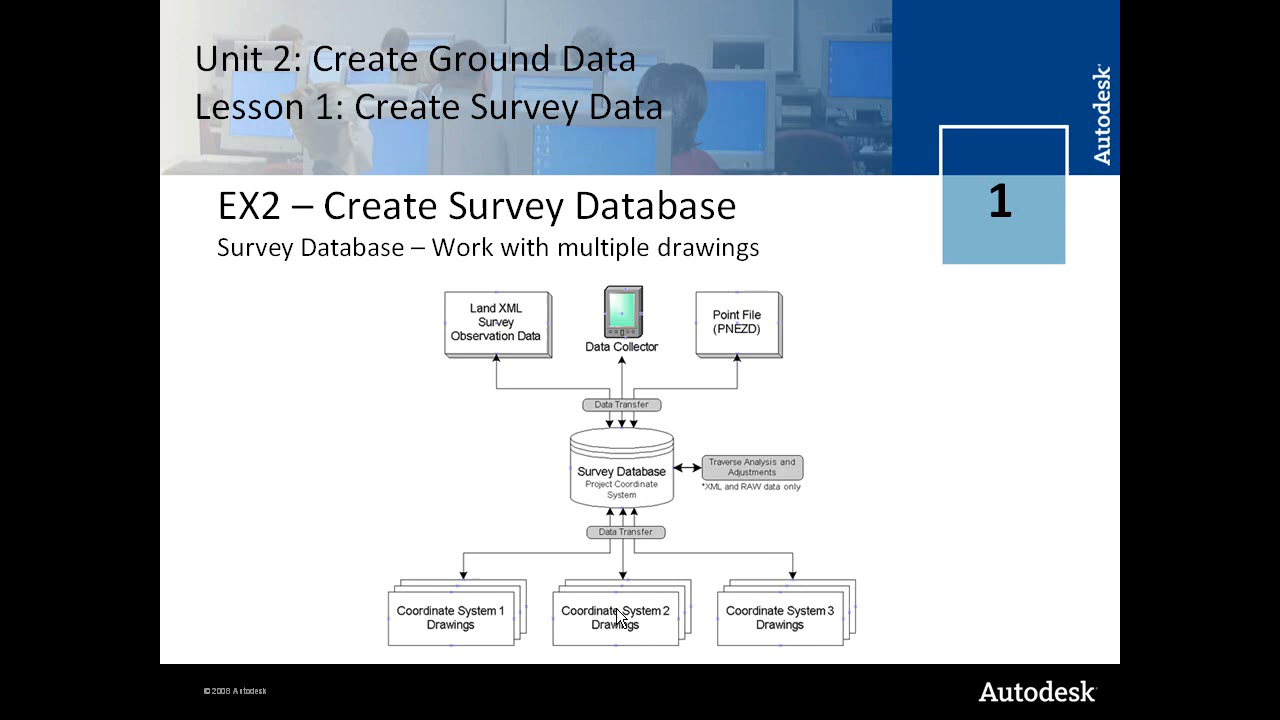 Unit 2: Create Ground Data
Lesson 1: Create Survey Data
Autodesk
1
EX2 – Create Survey Database
Survey Database – Work with multiple drawings
Land XML
Survey
Observation Data
Data Collector
Point File
(PNEZD)
Data Transfer
Survey Database
Project Coordinate
System
Traverse Analysis and
Adjustments
*XML and RAW data only
Data Transfer
Coordinate System 1
Drawings
Coordinate System 2
Drawings
Coordinate System 3
Drawings
© 2008 Autodesk
Autodesk